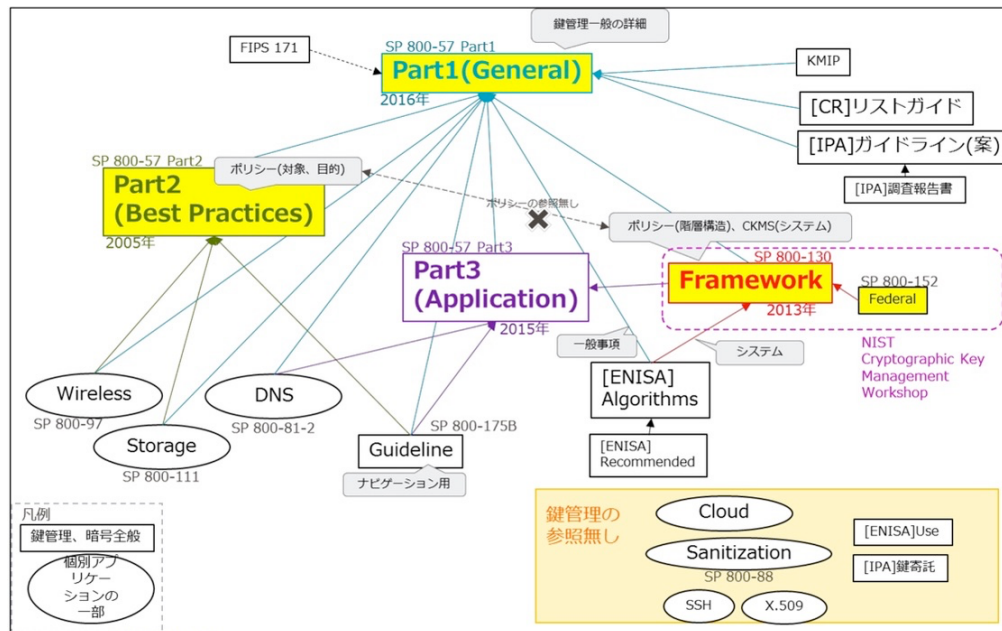 鍵管理一般の詳細
FIPS 171
SP 800-57 Part1
Part1(General)
2016年
KMIP
[CR]リストガイド
[IPA]ガイドライン(案)
[IPA]調査報告書
SP 800-57 Part2
ポリシー(対象、目的)
Part2
(Best Practices)
2005年
ポリシーの参照無し
ポリシー(階層構造)、CKMS(システム)
SP 800-57 Part3
Part3
(Application)
2015年
SP 800-130
Framework
2013年
SP 800-152
Federal
NIST
Cryptographic Key
Management
Workshop
一般事項
システム
Wireless
SP 800-97
DNS
SP 800-81-2
Storage
SP 800-111
SP 800-175B
Guideline
ナビゲーション用
[ENISA]
Algorithms
[ENISA]
Recommended
凡例
鍵管理、暗号全般
個別アプ
リケー
ションの
一部
鍵管理の
参照無し
Cloud
Sanitization
SP 800-88
SSH
X.509
[ENISA]Use
[IPA]鍵寄託